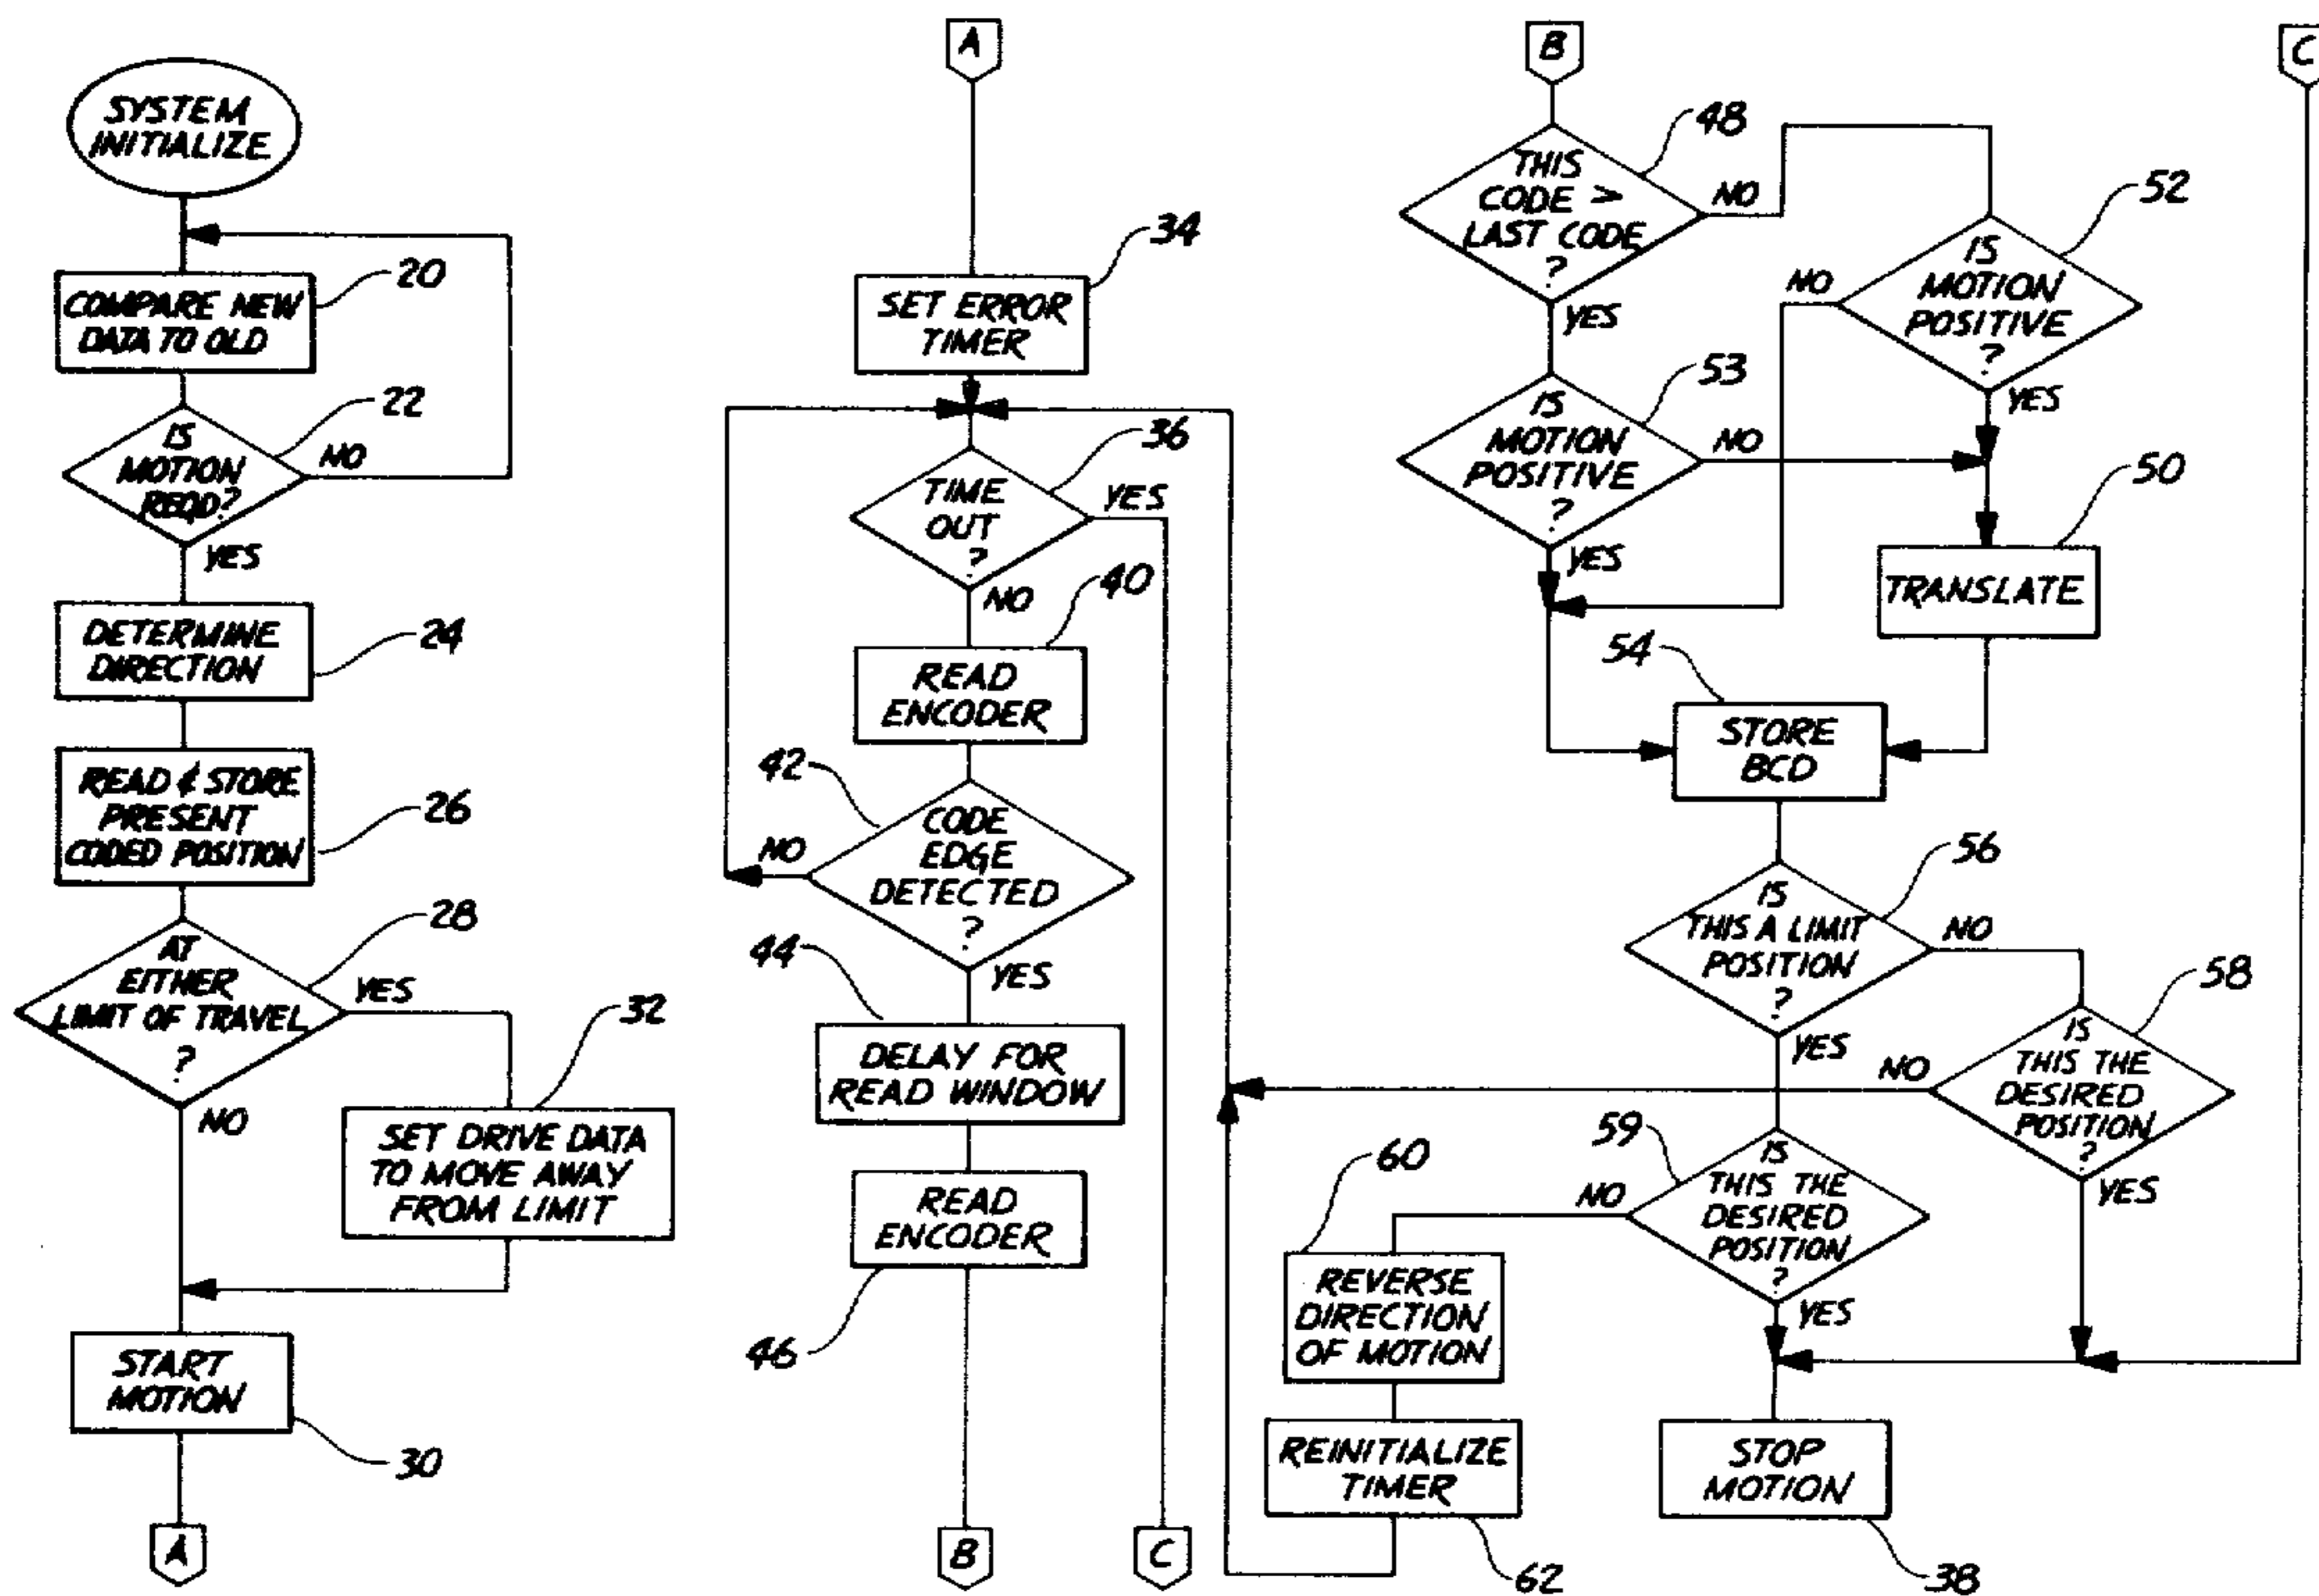 SYSTEM
INITIALIZE
20
COMPARE NEW
DATA TO OLD
22
IS
MOTION
REQD?
NO
YES
24
DETERMINE
DIRECTION
26
READ & STORE
PRESENT
CODED POSITION
28
AT
EITHER
LIMIT OF TRAVEL
?
YES
NO
32
SET DRIVE DATA
TO MOVE AWAY
FROM LIMIT
START
MOTION
30
A
A
34
SET ERROR
TIMER
36
TIME
OUT
?
YES
NO
40
READ
ENCODER
42
CODE
EDGE
DETECTED
?
NO
YES
44
DELAY FOR
READ WINDOW
READ
ENCODER
46
B
C
B
48
THIS
CODE >
LAST CODE
?
NO
YES
52
IS
MOTION
POSITIVE
?
NO
YES
53
IS
MOTION
POSITIVE
?
NO
YES
50
TRANSLATE
54
STORE
BCD
56
IS
THIS A LIMIT
POSITION
?
NO
YES
58
IS
THIS THE
DESIRED
POSITION
?
NO
YES
59
IS
THIS THE
DESIRED
POSITION
?
NO
YES
60
REVERSE
DIRECTION
OF MOTION
REINITIALIZE
TIMER
62
STOP
MOTION
38
C